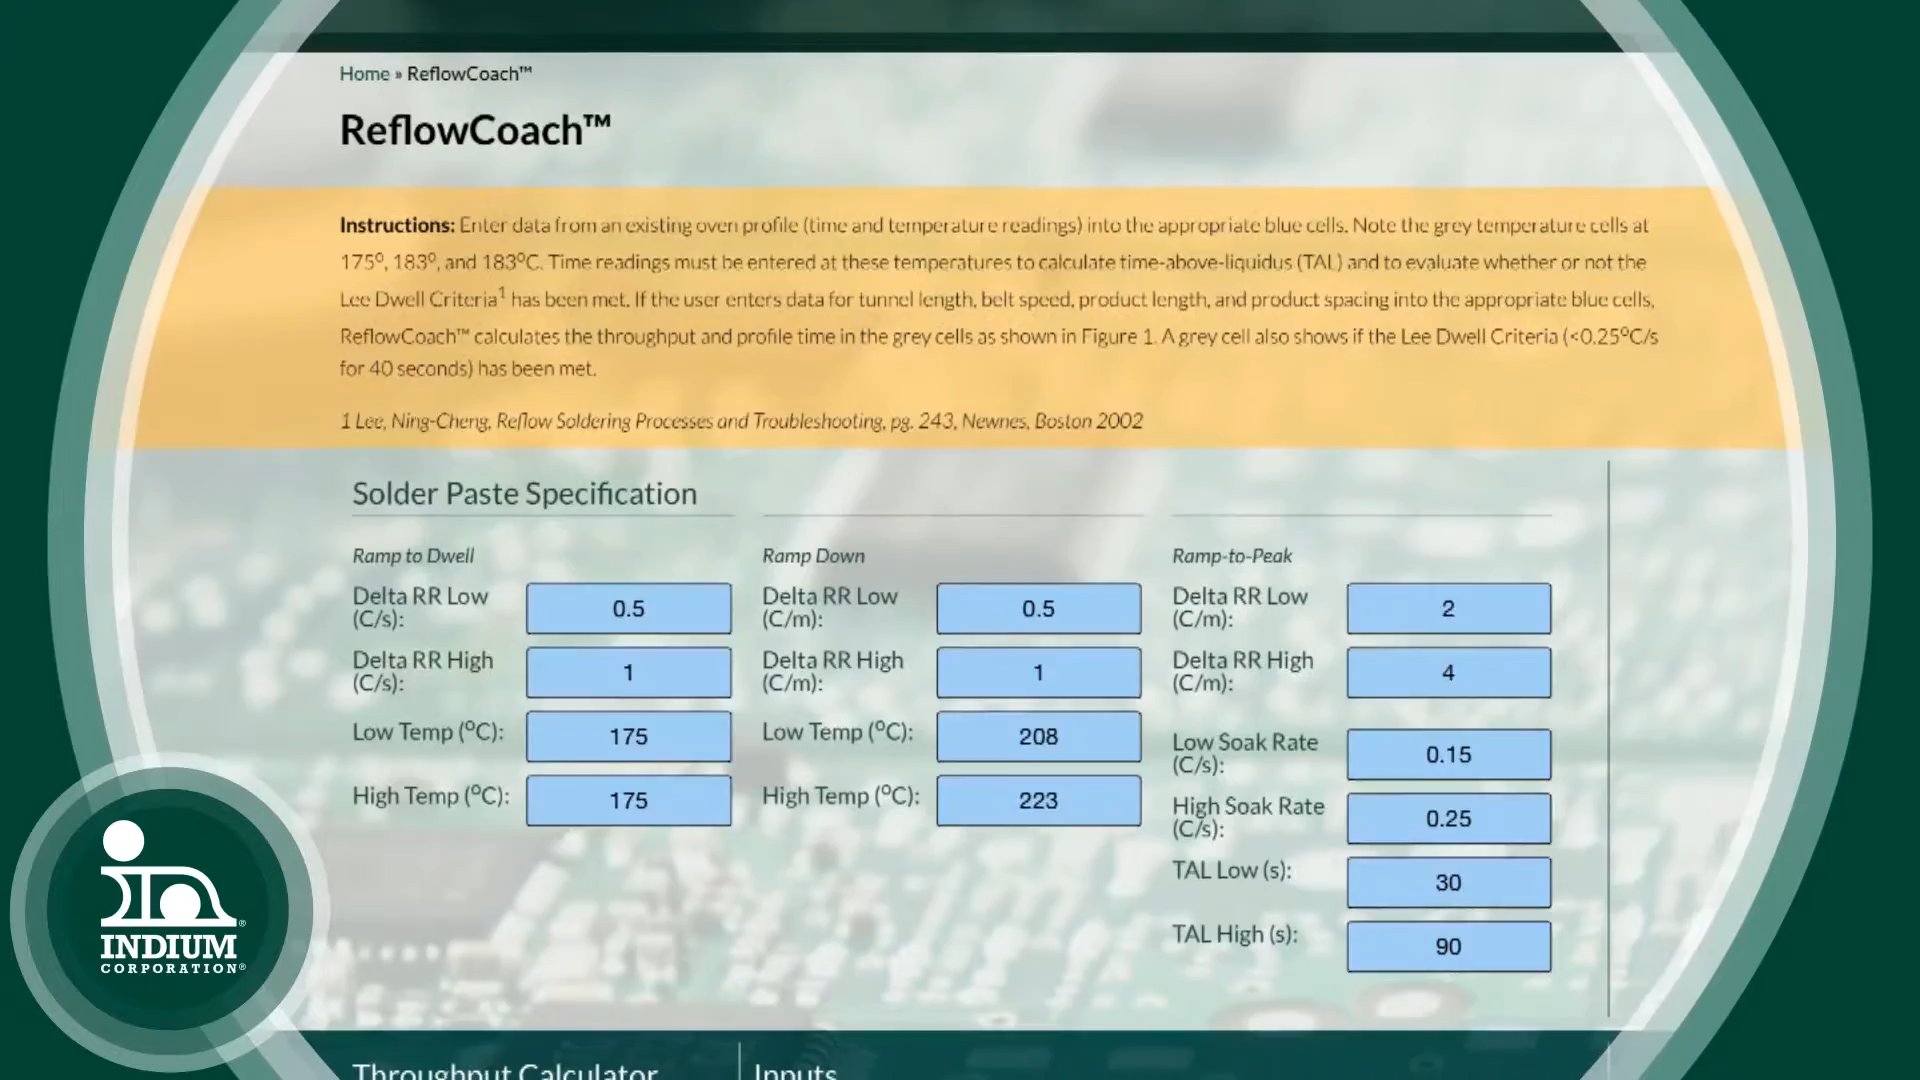 Home » ReflowCoach™
ReflowCoach™
Instructions: Enter data from an existing oven profile (time and temperature readings) into the appropriate blue cells. Note the grey temperature cells at
175⁰, 183⁰, and 183⁰C. Time readings must be entered at these temperatures to calculate time-above-liquidus (TAL) and to evaluate whether or not the
Lee Dwell Criteria¹ has been met. If the user enters data for tunnel length, belt speed, product length, and product spacing into the appropriate blue cells,
ReflowCoach™ calculates the throughput and profile time in the grey cells as shown in Figure 1. A grey cell also shows if the Lee Dwell Criteria (<0.25⁰C/s
for 40 seconds) has been met.
1 Lee, Ning-Cheng, Reflow Soldering Processes and Troubleshooting, pg. 243, Newnes, Boston 2002
Solder Paste Specification
Ramp to Dwell
Delta RR Low
(C/s):
0.5
Delta RR High
(C/s):
1
Low Temp (⁰C):
175
High Temp (⁰C):
175
Ramp Down
Delta RR Low
(C/m):
0.5
Delta RR High
(C/m):
1
Low Temp (⁰C):
208
High Temp (⁰C):
223
Ramp-to-Peak
Delta RR Low
(C/m):
2
Delta RR High
(C/m):
4
Low Soak Rate
(C/s):
0.15
High Soak Rate
(C/s):
0.25
TAL Low (s):
30
TAL High (s):
90
INDIUM
CORPORATION®
Throughput Calculator
Inputs